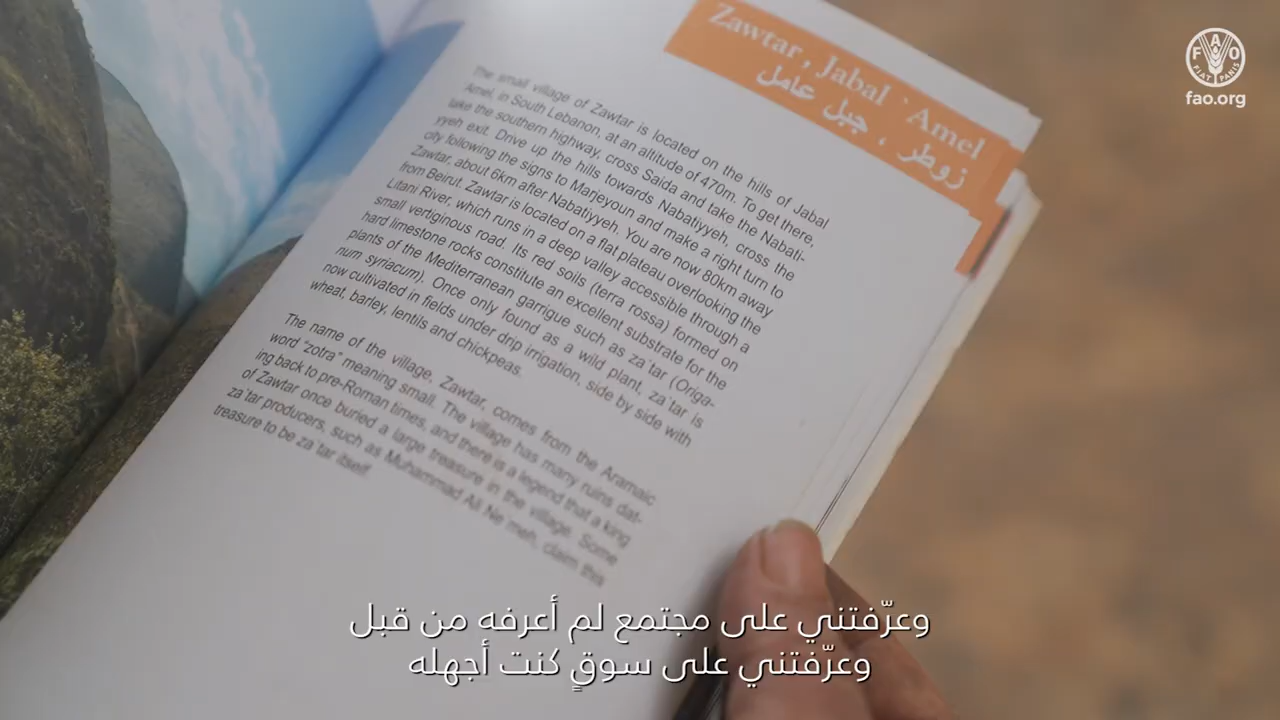 Zawtar, Jabal `Amel
زوطر ، جبل عامل
The small village of Zawtar is located on the hills of Jabal
Amel, in South Lebanon, at an altitude of 470m. To get there,
take the southern highway, cross Saida and take the Nabati-
yyeh exit. Drive up the hills towards Nabatiyyeh, cross the
city following the signs to Marjeyoun and make a right turn to
Zawtar, about 6km after Nabatiyyeh. You are now 80km away
from Beirut. Zawtar is located on a flat plateau overlooking the
Litani River, which runs in a deep valley accessible through a
small vertiginous road. Its red soils (terra rossa) formed on
hard limestone rocks constitute an excellent substrate for the
plants of the Mediterranean garrigue such as za`tar (Origa-
num syriacum). Once only found as a wild plant, za`tar is
now cultivated in fields under drip irrigation, side by side with
wheat, barley, lentils and chickpeas.
The name of the village, Zawtar, comes from the Aramaic
word "zotra" meaning small. The village has many ruins dat-
ing back to pre-Roman times, and there is a legend that a king
of Zawtar once buried a large treasure in the village. Some
za`tar producers, such as Muhammad Ali Ne`meh, claim this
treasure to be za`tar itself.
FAO
FIAT PANIS
fao.org
وعرّفتني على مجتمع لم أعرفه من قبل
وعرّفتني على سوقٍ كنت أجهله